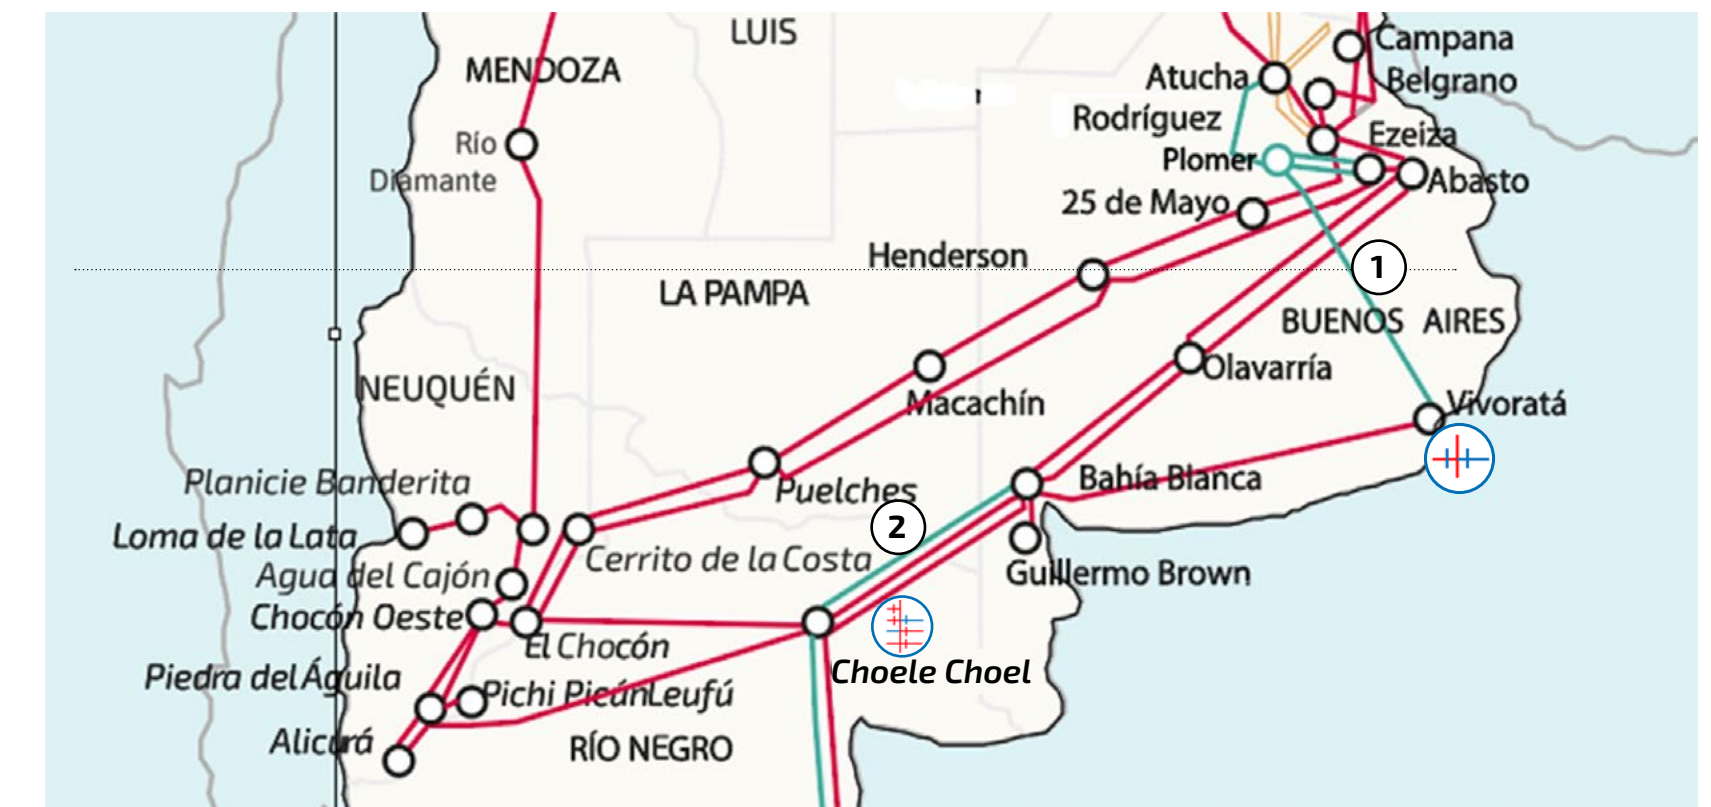 LUIS
Campana
MENDOZA
Atucha
Belgrano
Rodríguez
Ezeiza
Río
Diamante
Plomer
Abasto
25 de Mayo
Henderson
1
LA PAMPA
BUENOS AIRES
Olavarría
NEUQUÉN
Macachín
Vivoratá
Planicie Banderita
Puelches
Bahía Blanca
2
Loma de la Lata
Cerrito de la Costa
Agua del Cajón
Guillermo Brown
Chocón Oeste
El Chocón
Choele Choel
Piedra del Águila
Pichi Picún Leufú
Alicurá
RÍO NEGRO